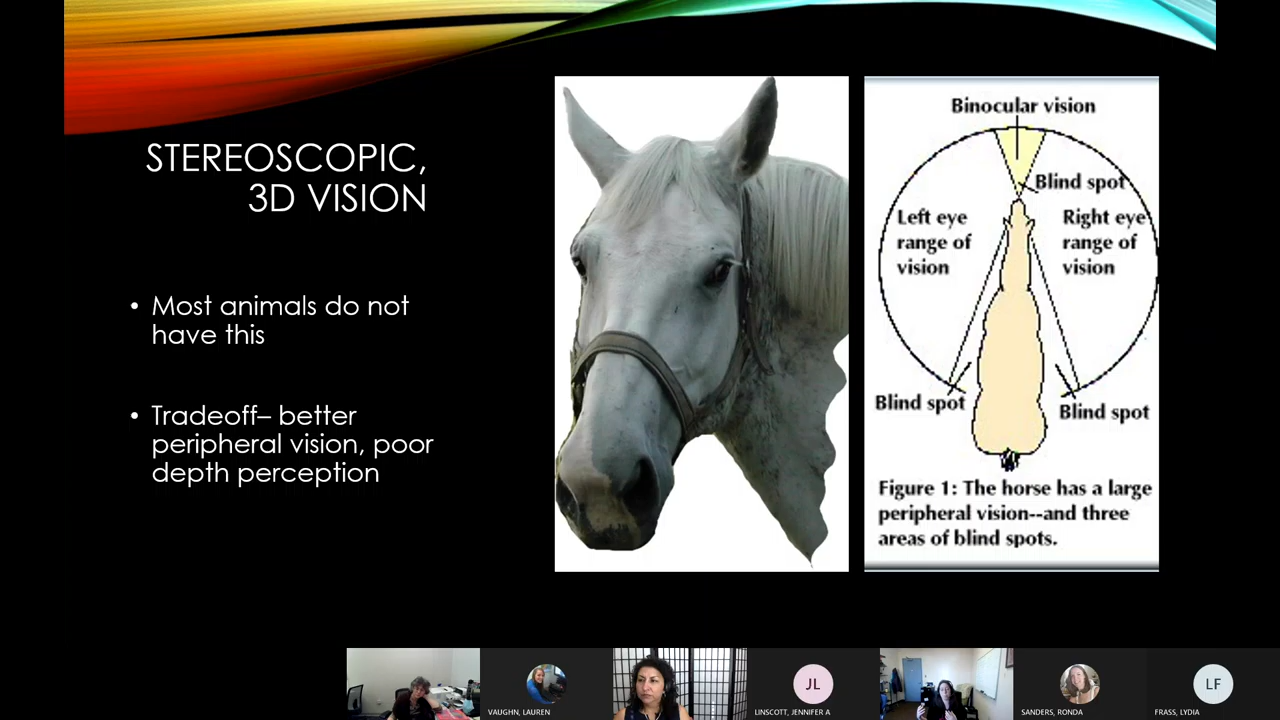 STEREOSCOPIC,
3D VISION
• Most animals do not
have this
• Tradeoff– better
peripheral vision, poor
depth perception
Binocular vision
Blind spot
Left eye
range of
vision
Right eye
range of
vision
Blind spot
Blind spot
Figure 1: The horse has a large
peripheral vision--and three
areas of blind spots.
VAUGHN, LAUREN
JL
LINSCOTT, JENNIFER A
SANDERS, RONDA
LF
FRASS, LYDIA